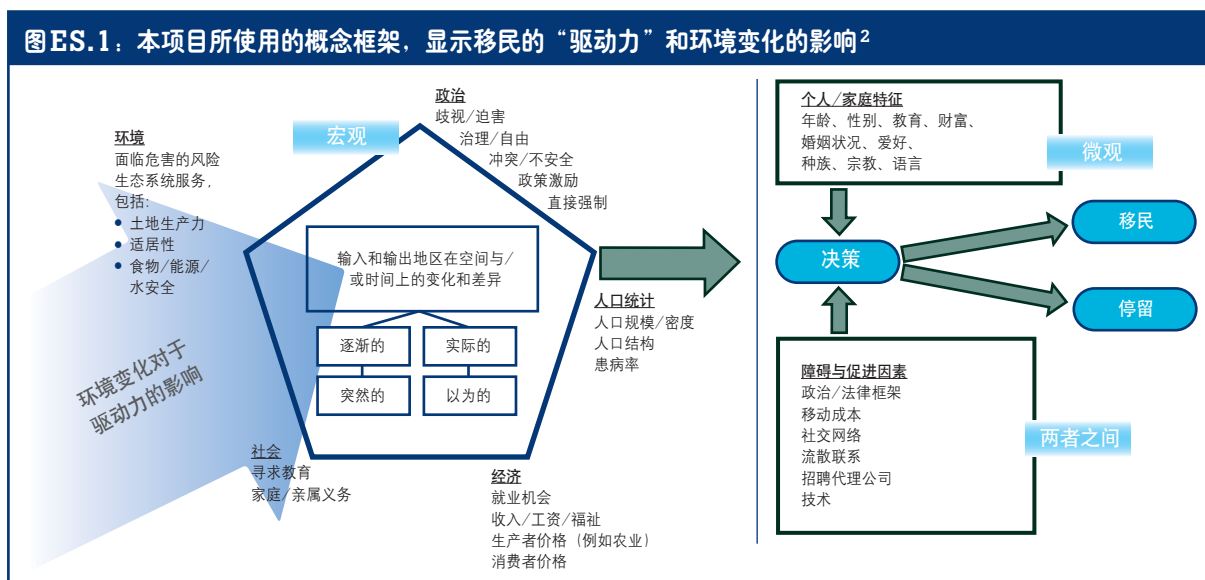 图ES.1：本项目所使用的概念框架，显示移民的“驱动力”和环境变化的影响2
宏观
环境
面临危害的风险
生态系统服务，
包括：
• 土地生产力
• 适居性
• 食物/能源/
水安全
政治
歧视/迫害
治理/自由
冲突/不安全
政策激励
直接强制
输入和输出地区在空间与/
或时间上的变化和差异
逐渐的
实际的
突然的
以为的
人口统计
人口规模/密度
人口结构
患病率
环境变化对于
驱动力的影响
社会
寻求教育
家庭/亲属义务
经济
就业机会
收入/工资/福祉
生产者价格（例如农业）
消费者价格
个人/家庭特征
年龄、性别、教育、财富、
婚姻状况、爱好、
种族、宗教、语言
微观
决策
移民
停留
障碍与促进因素
政治/法律框架
移动成本
社交网络
流散联系
招聘代理公司
技术
两者之间